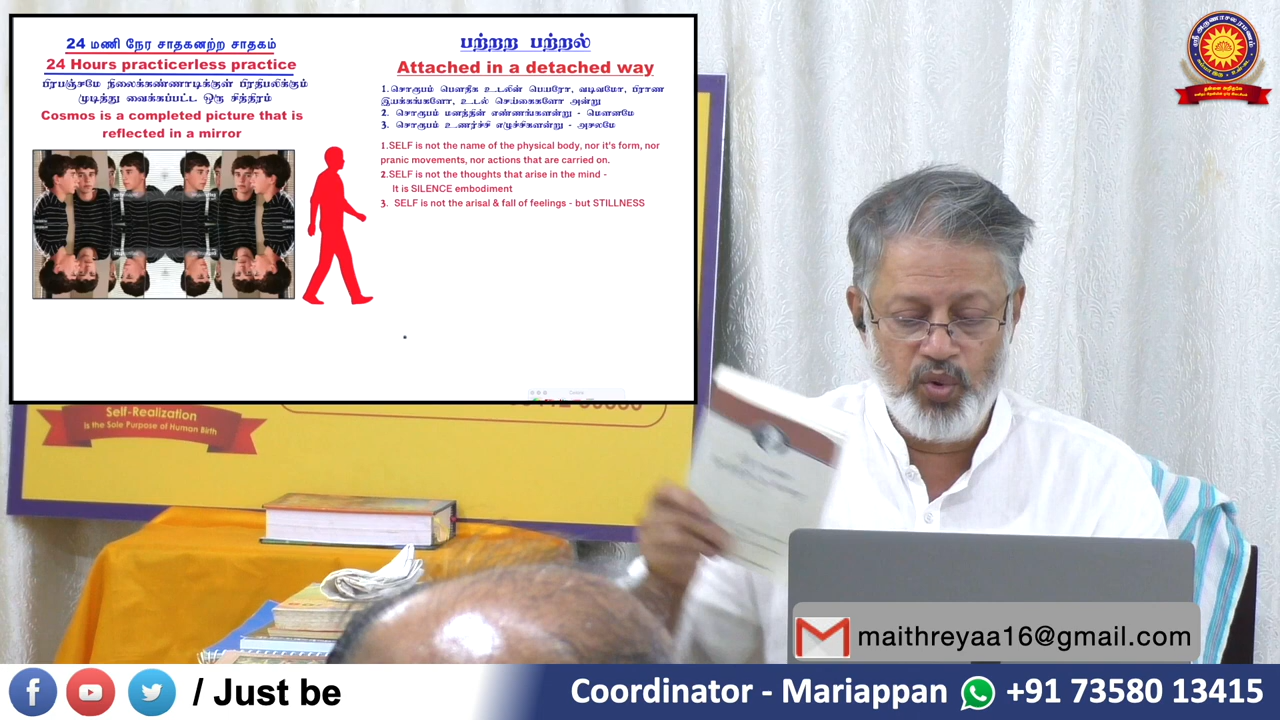 24 மணி நேர சாதகனற்ற சாதகம்
24 Hours practicerless practice
பிரபஞ்சமே நிலைக்கண்ணாடிக்குள் பிரதிபலிக்கும்
முடித்து வைக்கப்பட்ட ஒரு சித்திரம்
Cosmos is a completed picture that is
reflected in a mirror
பற்றற பற்றல்
Attached in a detached way
1.சொரூபம் பௌதிக உடலின் பெயரோ, வடிவமோ, பிராண
இயக்கங்களோ, உடல் செய்கைகளோ அன்று
2. சொரூபம் மனத்தின் எண்ணங்களன்று - மௌனமே
3. சொரூபம் உணர்ச்சி எழுச்சிகளன்று - அசலமே
1.SELF is not the name of the physical body, nor it's form, nor
pranic movements, nor actions that are carried on.
2.SELF is not the thoughts that arise in the mind -
It is SILENCE embodiment
3. SELF is not the arisal & fall of feelings - but STILLNESS
Self-Realization
is the Sole Purpose of Human Birth
maithreyaa16@gmail.com
/ Just be
Coordinator - Mariappan +91 73580 13415